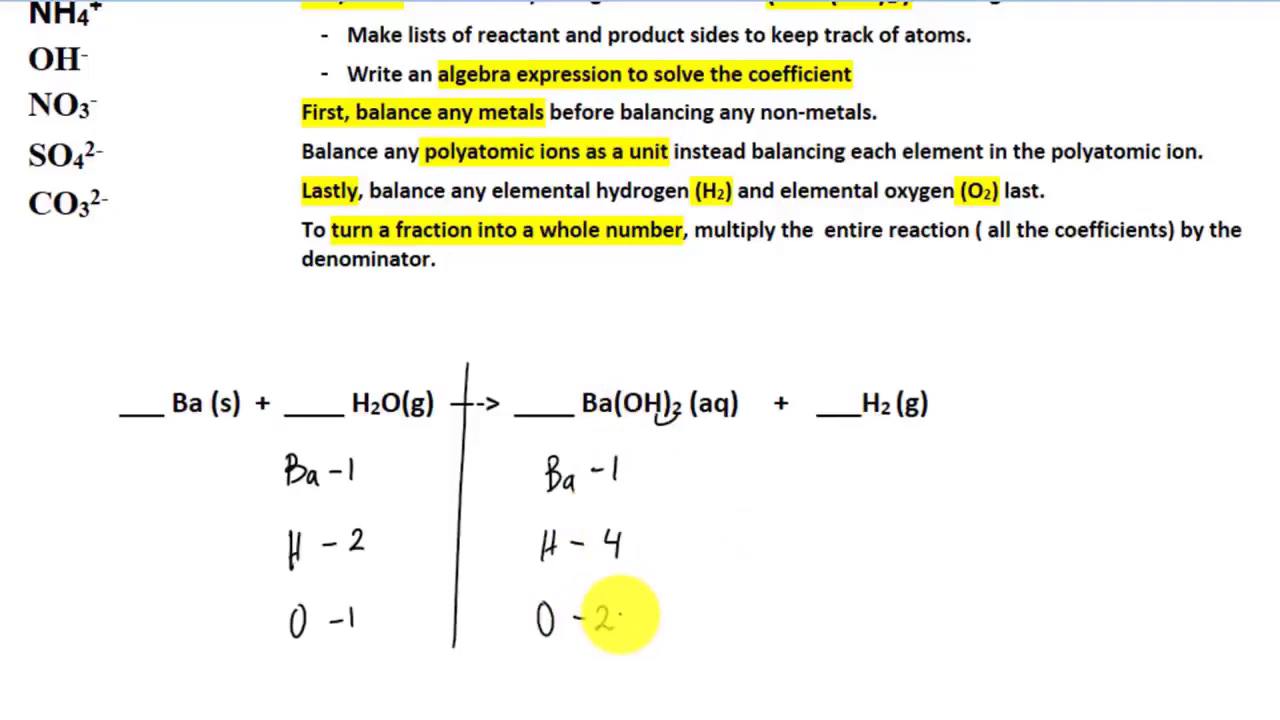 NH₄⁺
- Make lists of reactant and product sides to keep track of atoms.
OH⁻
- Write an algebra expression to solve the coefficient
NO₃⁻
First, balance any metals before balancing any non-metals.
SO₄²⁻
Balance any polyatomic ions as a unit instead balancing each element in the polyatomic ion.
CO₃²⁻
Lastly, balance any elemental hydrogen (H₂) and elemental oxygen (O₂) last.
To turn a fraction into a whole number, multiply the entire reaction ( all the coefficients) by the
denominator.
___ Ba (s) + ____ H₂O(g) --> ____ Ba(OH)₂ (aq) + ___H₂ (g)
Ba -1 Ba -1
H - 2 H - 4
O -1 O - 2